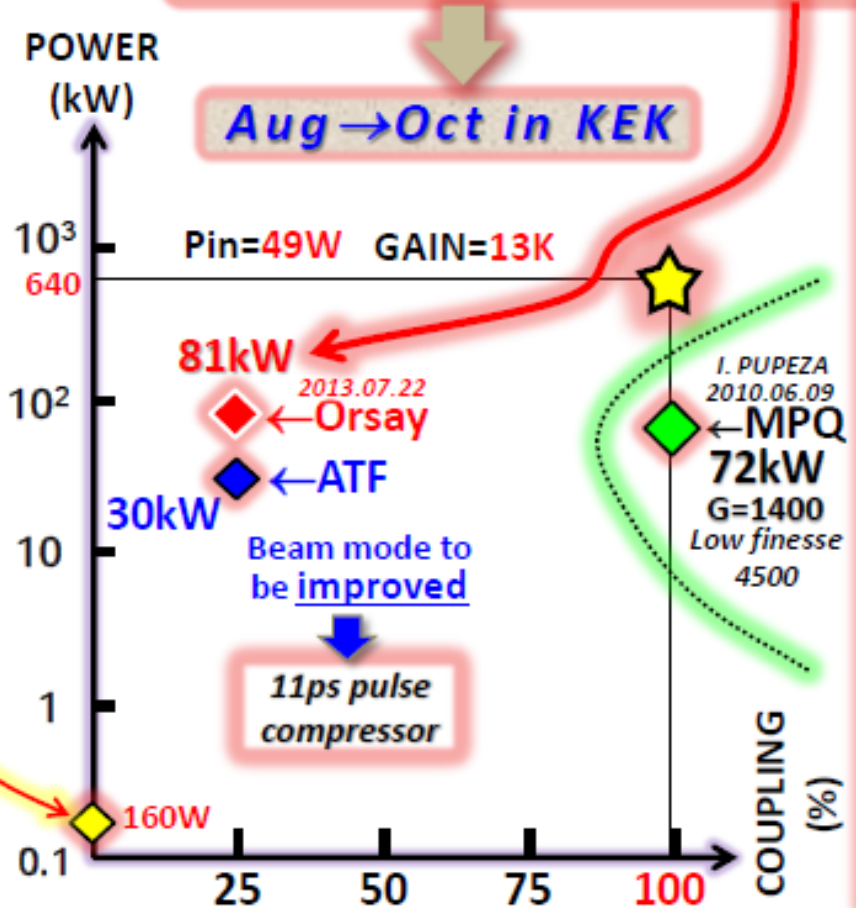 POWER
(kW)
Aug→Oct in KEK
10³
Pin=49W GAIN=13K
640
81kW
2013.07.22
←Orsay
I. PUPEZA
2010.06.09
←MPQ
72kW
G=1400
Low finesse
4500
10²
←ATF
30kW
10
Beam mode to
be improved
11ps pulse
compressor
1
160W
0.1
25 50 75 100
COUPLING
(%)